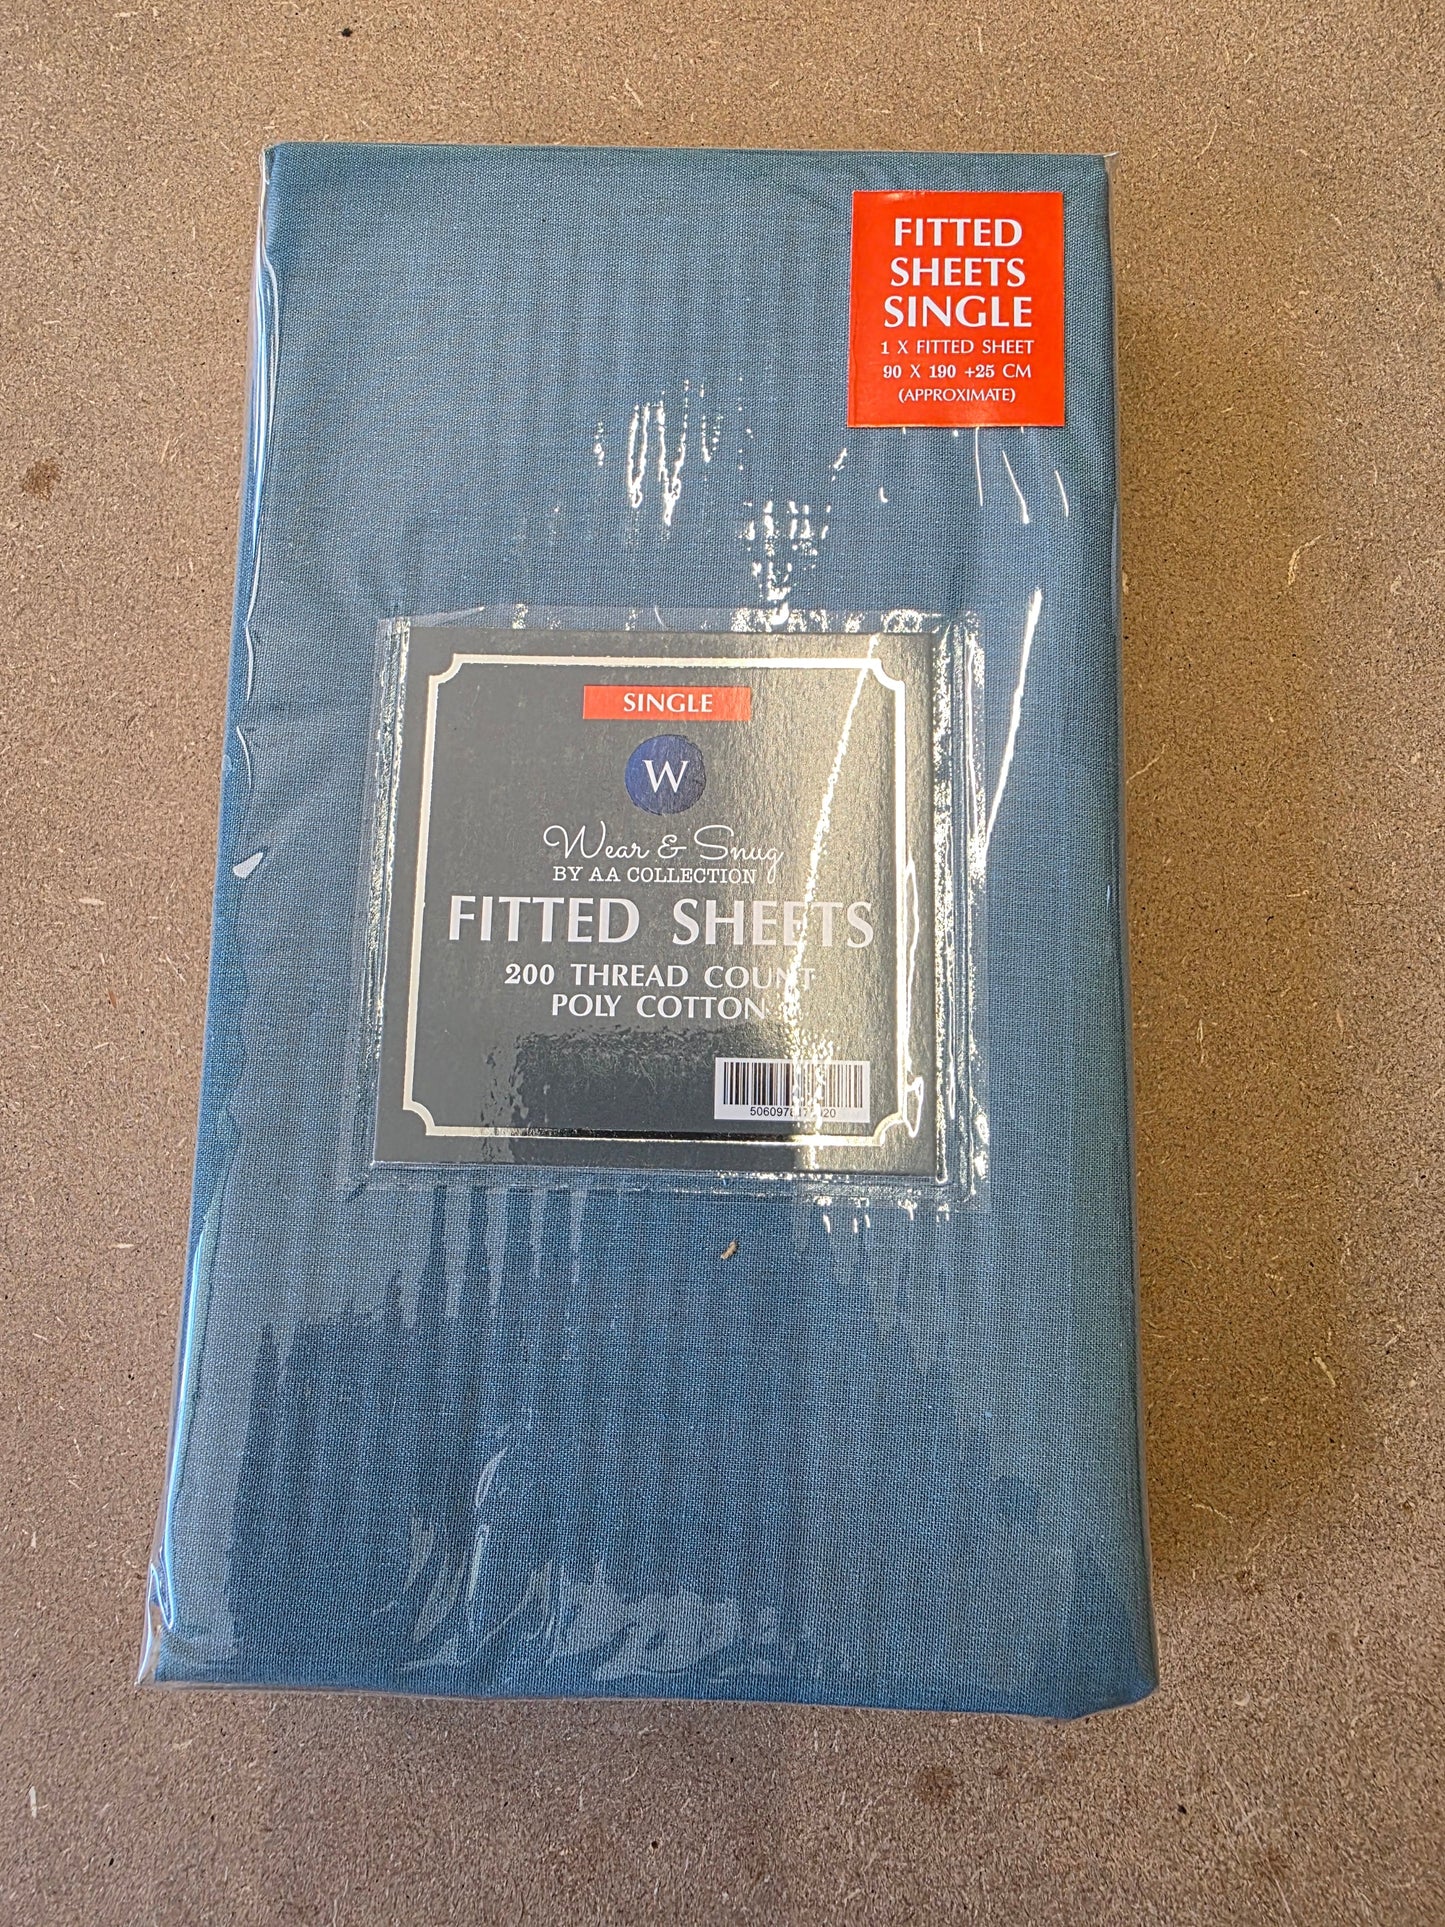 FITTED
SHEETS
SINGLE
1 X FITTED SHEET
90 X 190 +25 CM
(APPROXIMATE)
SINGLE
W
Wear & Snug
BY AA COLLECTION
FITTED SHEETS
200 THREAD COUNT
POLY COTTON